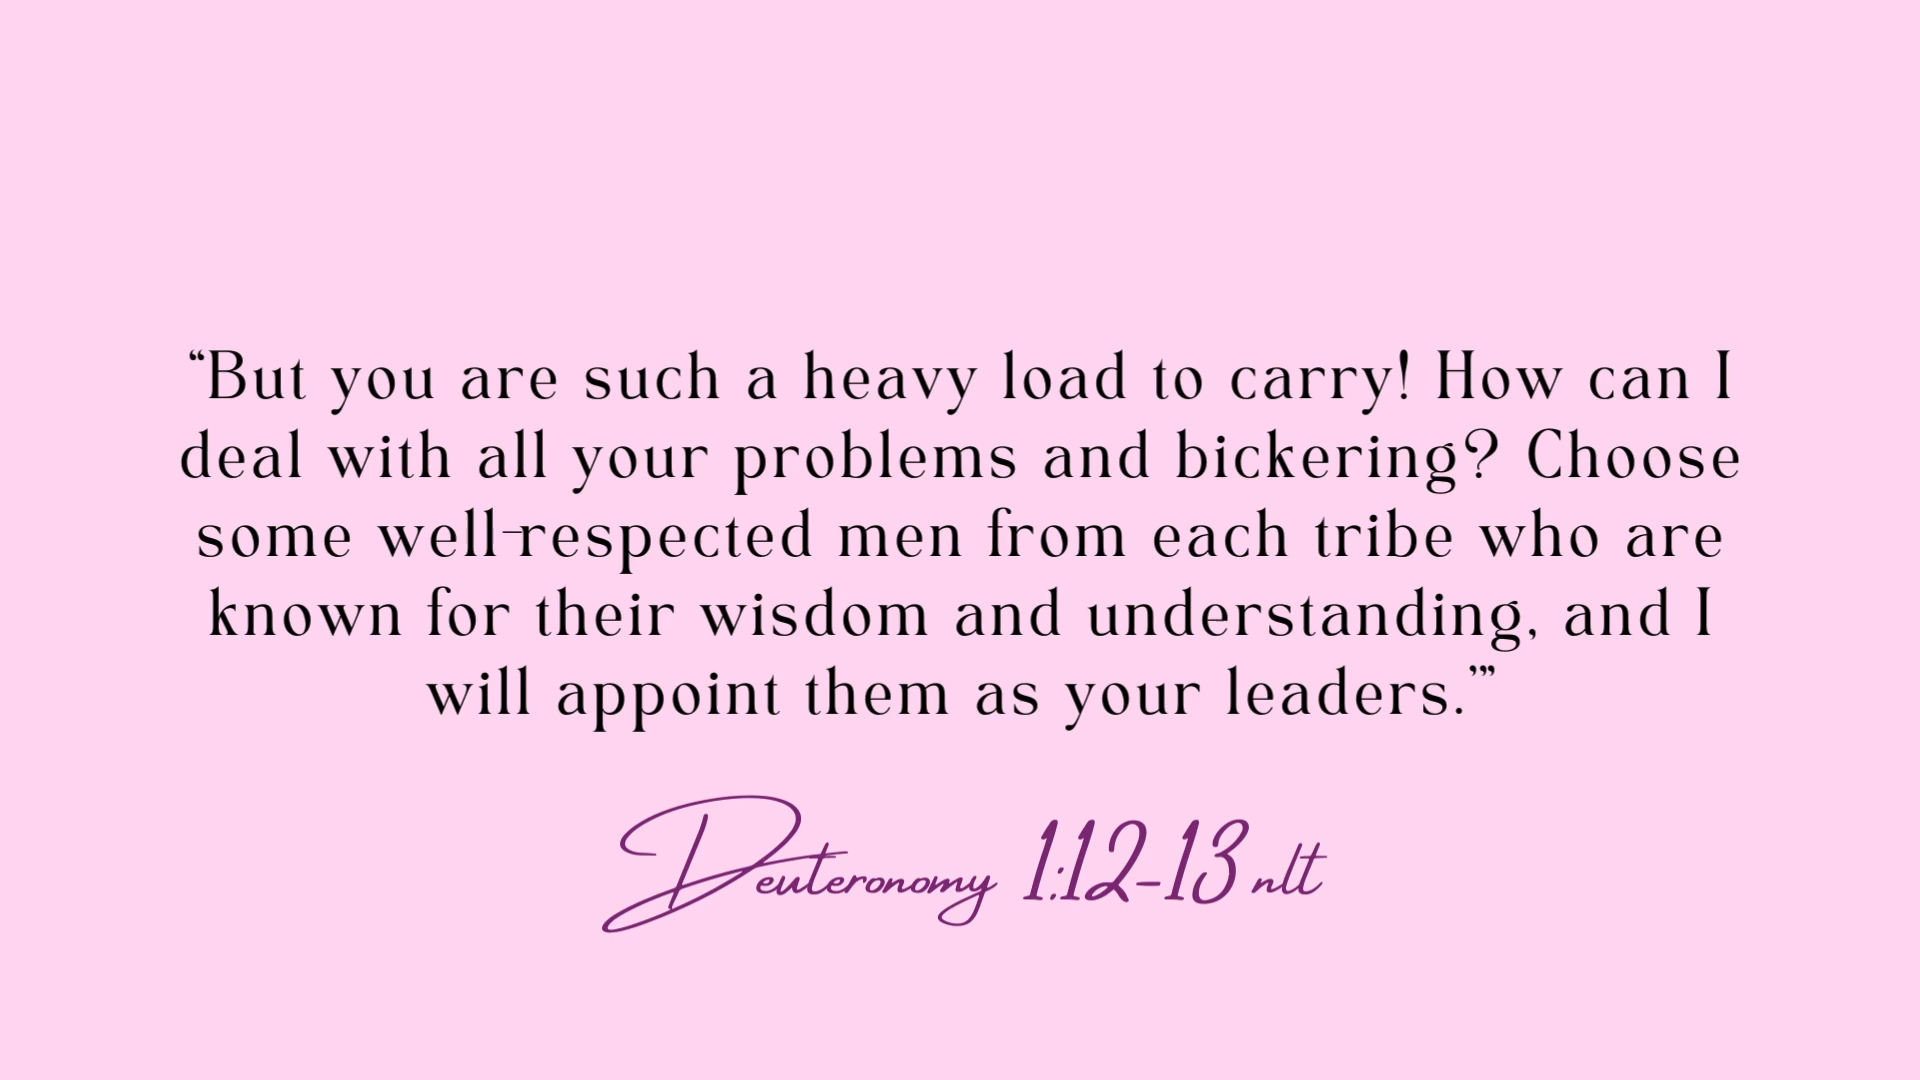 “But you are such a heavy load to carry! How can I
deal with all your problems and bickering? Choose
some well-respected men from each tribe who are
known for their wisdom and understanding, and I
will appoint them as your leaders.’”
Deuteronomy 1:12-13 nlt